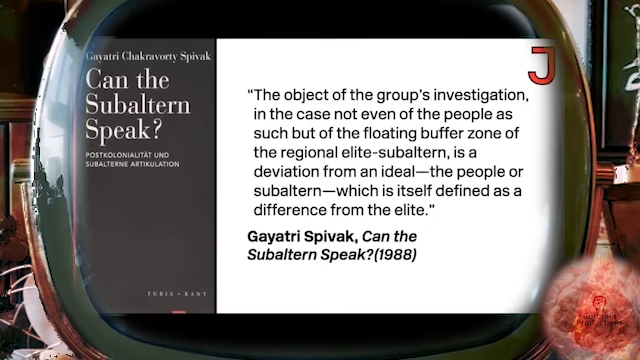 Gayatri Chakravorty Spivak
Can the
Subaltern
Speak?
POSTKOLONIALITÄT UND
SUBALTERNE ARTIKULATION
TURIA + KANT
J
"The object of the group's investigation,
in the case not even of the people as
such but of the floating buffer zone of
the regional elite-subaltern, is a
deviation from an ideal—the people or
subaltern—which is itself defined as a
difference from the elite."
Gayatri Spivak, Can the
Subaltern Speak?(1988)
Productions